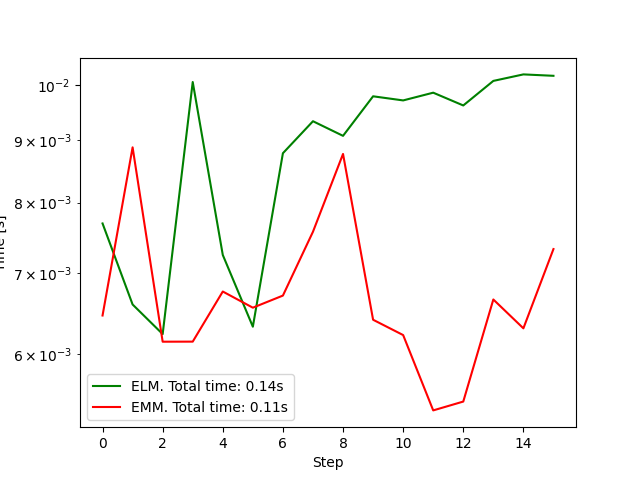 10⁻²
9 × 10⁻³
8 × 10⁻³
7 × 10⁻³
6 × 10⁻³
Time [s]
ELM. Total time: 0.14s
EMM. Total time: 0.11s
0 2 4 6 8 10 12 14
Step